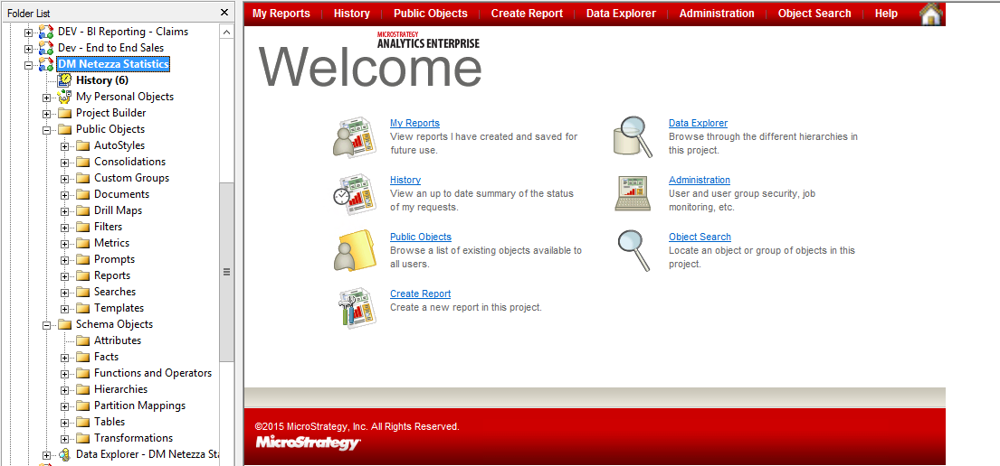 Folder List
DEV - BI Reporting - Claims
Dev - End to End Sales
DM Netezza Statistics
History (6)
My Personal Objects
Project Builder
Public Objects
AutoStyles
Consolidations
Custom Groups
Documents
Drill Maps
Filters
Metrics
Prompts
Reports
Searches
Templates
Schema Objects
Attributes
Facts
Functions and Operators
Hierarchies
Partition Mappings
Tables
Transformations
Data Explorer - DM Netezza Sta
My Reports | History | Public Objects | Create Report | Data Explorer | Administration | Object Search | Help
MICROSTRATEGY
ANALYTICS ENTERPRISE
Welcome
My Reports
View reports I have created and saved for
future use.
History
View an up to date summary of the status
of my requests.
Public Objects
Browse a list of existing objects available to
all users.
Create Report
Create a new report in this project.
Data Explorer
Browse through the different hierarchies in
this project.
Administration
User and user group security, job
monitoring, etc.
Object Search
Locate an object or group of objects in this
project.
©2015 MicroStrategy, Inc. All Rights Reserved.
MicroStrategy